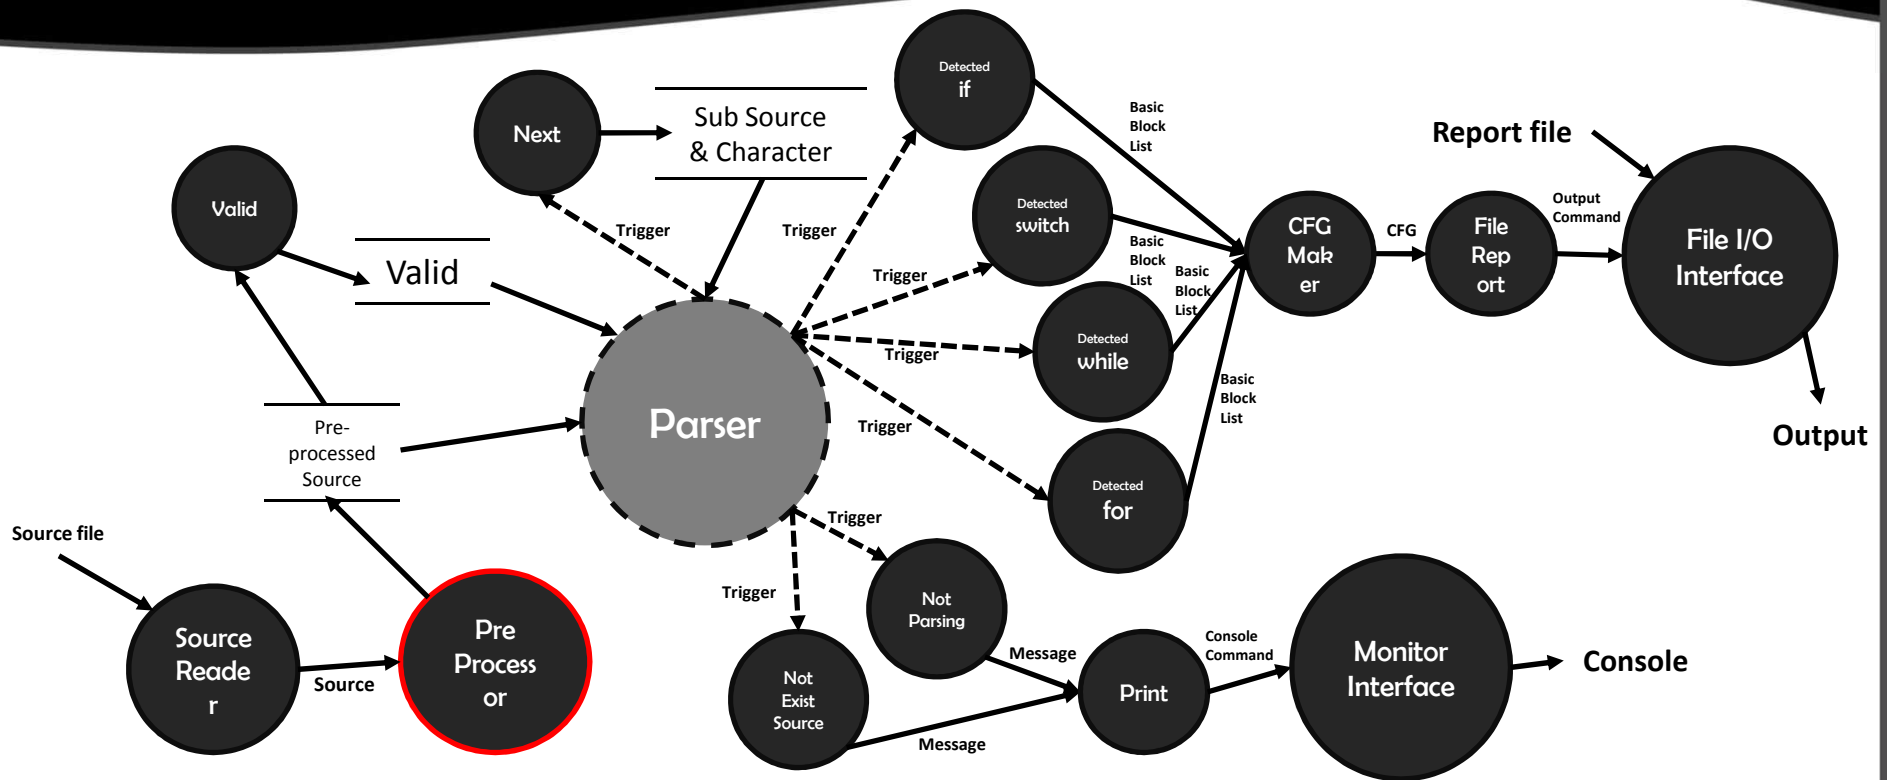 Detected
if
Basic
Block
List
Next
Sub Source
& Character
Report file
Valid
Trigger
Trigger
Detected
switch
Output
Command
CFG
Mak
er
CFG
File
Rep
ort
File I/O
Interface
Valid
Trigger
Basic
Block
List
Basic
Block
List
Trigger
Detected
while
Parser
Trigger
Basic
Block
List
Output
Pre-
processed
Source
Detected
for
Source file
Trigger
Trigger
Not
Parsing
Source
Reade
r
Source
Pre
Process
or
Not
Exist
Source
Message
Message
Print
Console
Command
Monitor
Interface
Console